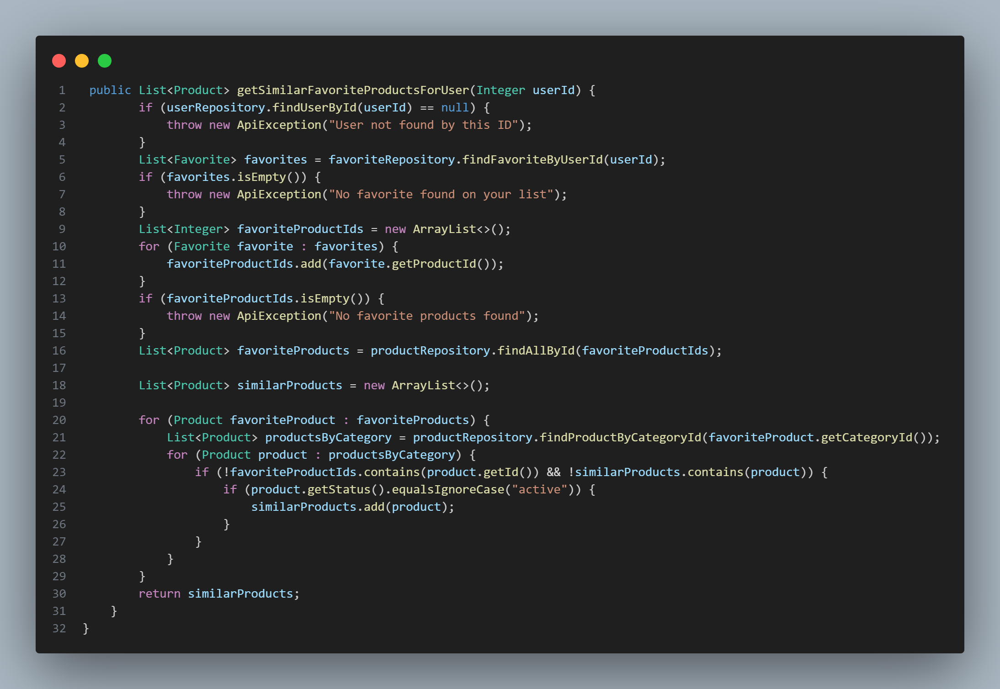 1 public List<Product> getSimilarFavoriteProductsForUser(Integer userId) {
2 if (userRepository.findUserById(userId) == null) {
3 throw new ApiException("User not found by this ID");
4 }
5 List<Favorite> favorites = favoriteRepository.findFavoriteByUserId(userId);
6 if (favorites.isEmpty()) {
7 throw new ApiException("No favorite found on your list");
8 }
9 List<Integer> favoriteProductIds = new ArrayList<>();
10 for (Favorite favorite : favorites) {
11 favoriteProductIds.add(favorite.getProductId());
12 }
13 if (favoriteProductIds.isEmpty()) {
14 throw new ApiException("No favorite products found");
15 }
16 List<Product> favoriteProducts = productRepository.findAllById(favoriteProductIds);
17
18 List<Product> similarProducts = new ArrayList<>();
19
20 for (Product favoriteProduct : favoriteProducts) {
21 List<Product> productsByCategory = productRepository.findProductByCategoryId(favoriteProduct.getCategoryId());
22 for (Product product : productsByCategory) {
23 if (!favoriteProductIds.contains(product.getId()) && !similarProducts.contains(product)) {
24 if (product.getStatus().equalsIgnoreCase("active")) {
25 similarProducts.add(product);
26 }
27 }
28 }
29 }
30 return similarProducts;
31 }
32 }